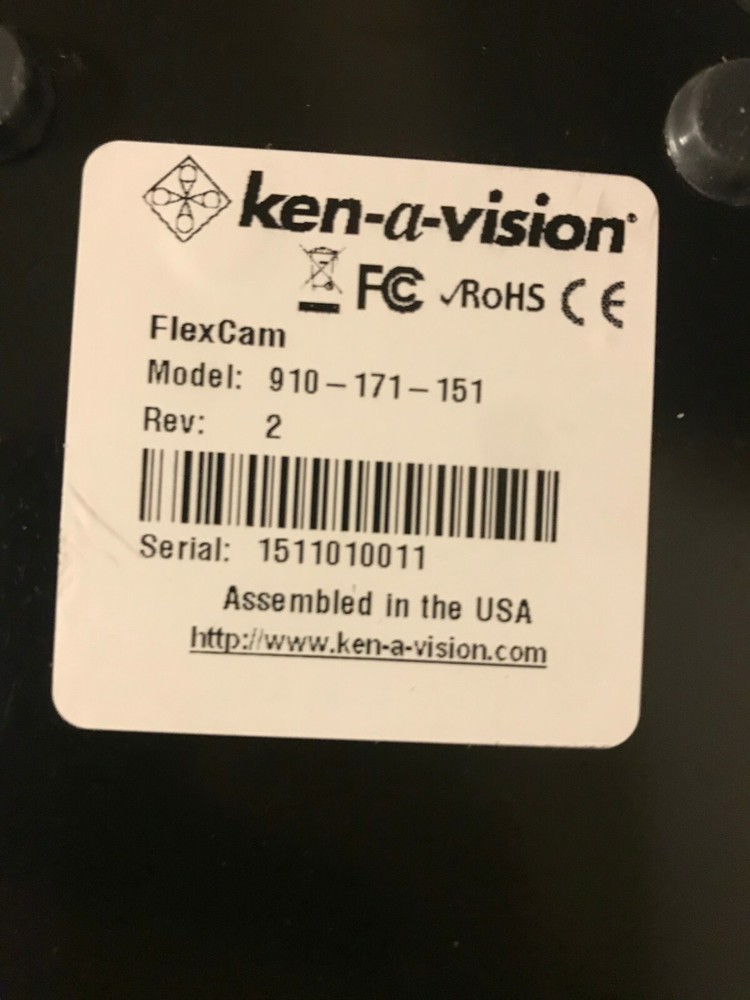 ken-a-vision®
FC ✓RoHS CE
FlexCam
Model: 910-171-151
Rev: 2
Serial: 1511010011
Assembled in the USA
http://www.ken-a-vision.com